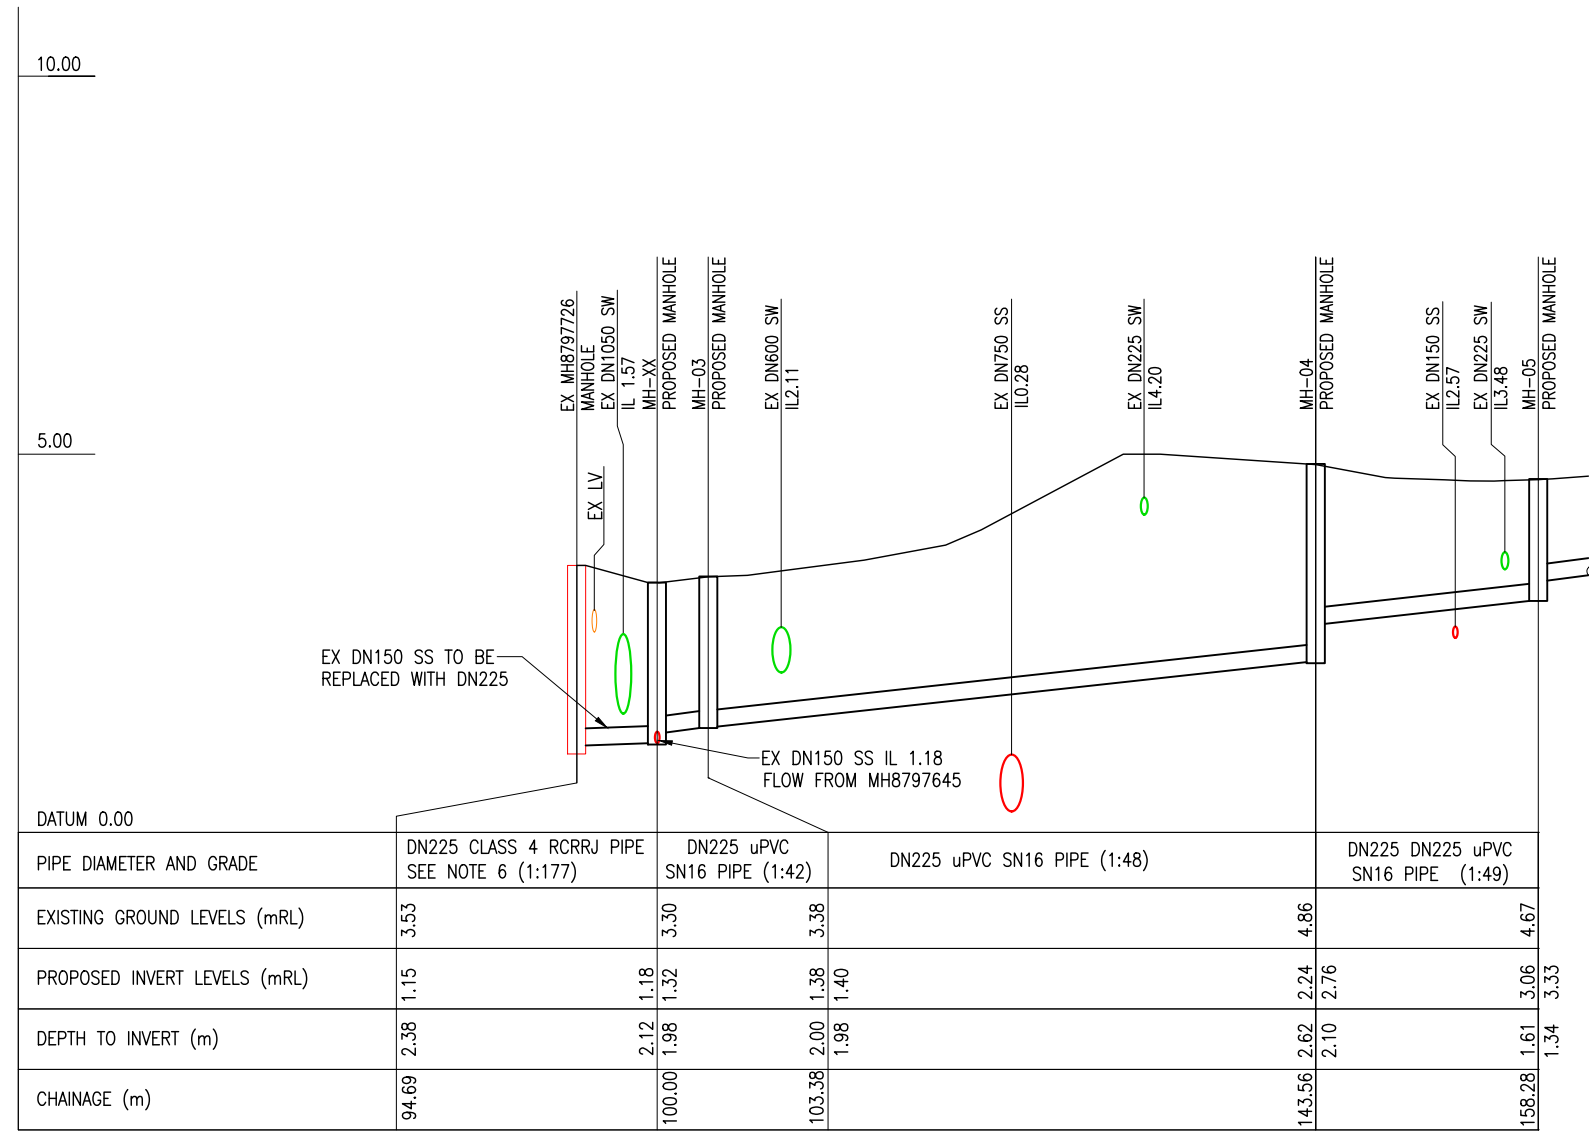 10.00
5.00
EX MH8797726
MANHOLE
EX DN1050 SW
IL 1.57
MH-XX
PROPOSED MANHOLE
MH-03
PROPOSED MANHOLE
EX DN600 SW
IL2.11
EX DN750 SS
IL0.28
EX DN225 SW
IL4.20
MH-04
PROPOSED MANHOLE
EX DN150 SS
IL2.57
EX DN225 SW
IL3.48
MH-05
PROPOSED MANHOLE
EX LV
EX DN150 SS TO BE
REPLACED WITH DN225
EX DN150 SS IL 1.18
FLOW FROM MH8797645
DATUM 0.00
PIPE DIAMETER AND GRADE
DN225 CLASS 4 RCRRJ PIPE
SEE NOTE 6 (1:177)
DN225 uPVC
SN16 PIPE (1:42)
DN225 uPVC SN16 PIPE (1:48)
DN225 DN225 uPVC
SN16 PIPE (1:49)
EXISTING GROUND LEVELS (mRL)
3.53
3.30
3.38
4.86
4.67
PROPOSED INVERT LEVELS (mRL)
1.15
1.18
1.32
1.38
1.40
2.24
2.76
3.06
3.33
DEPTH TO INVERT (m)
2.38
2.12
1.98
2.00
1.98
2.62
2.10
1.61
1.34
CHAINAGE (m)
94.69
100.00
103.38
143.56
158.28